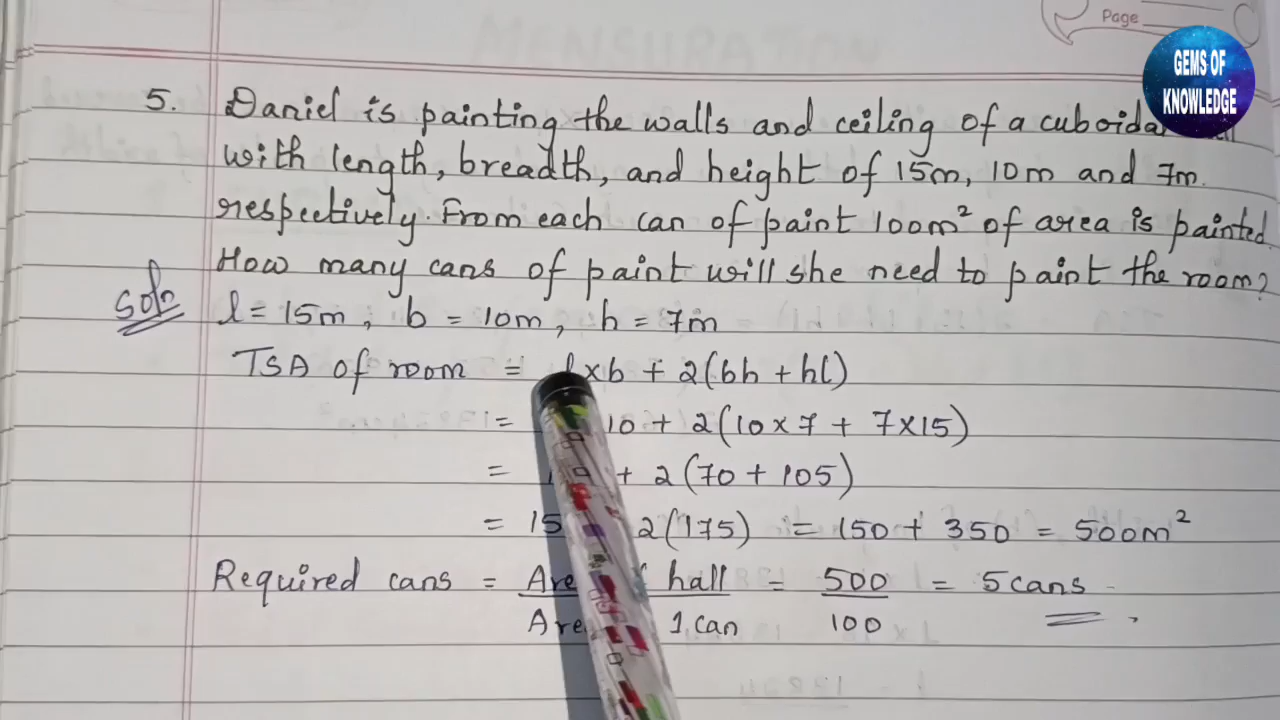 Page
GEMS OF
KNOWLEDGE
5. Daniel is painting the walls and ceiling of a
with length, breadth, and height of 15m, 10m and 7m.
respectively. From each can of paint 100m² of area is painted.
How many cans of paint will she need to paint the room?
Soln l = 15m, b = 10m, h = 7m
TSA of room = l×b + 2(bh + hl)
= 10 + 2(10×7 + 7×15)
= + 2(70 + 105)
= 15 2(175) = 150 + 350 = 500m²
Required cans = hall = 500 = 5 cans
1 can 100